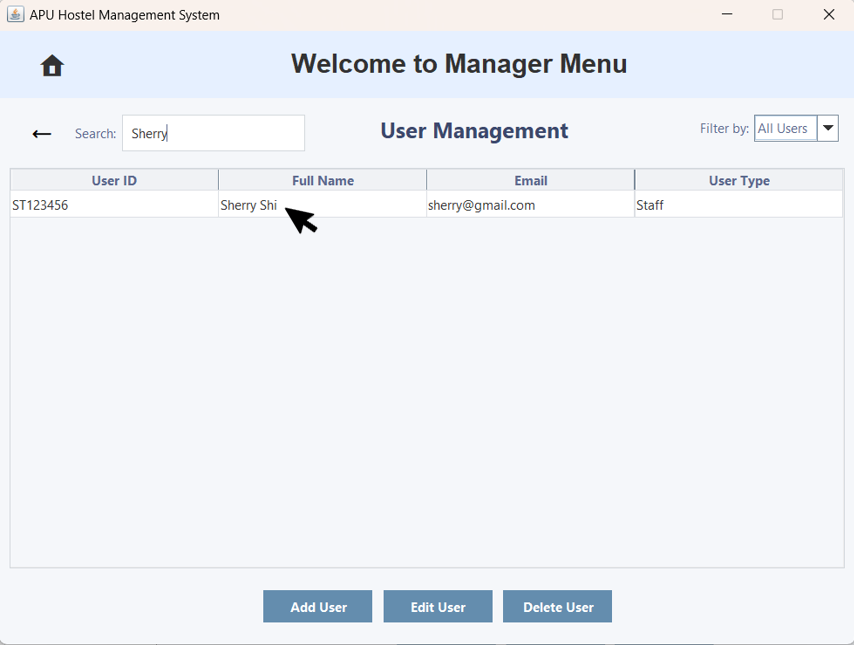 APU Hostel Management System
Welcome to Manager Menu
Search: Sherry
User Management
Filter by: All Users
User ID Full Name Email User Type
ST123456 Sherry Shi sherry@gmail.com Staff
Add User Edit User Delete User